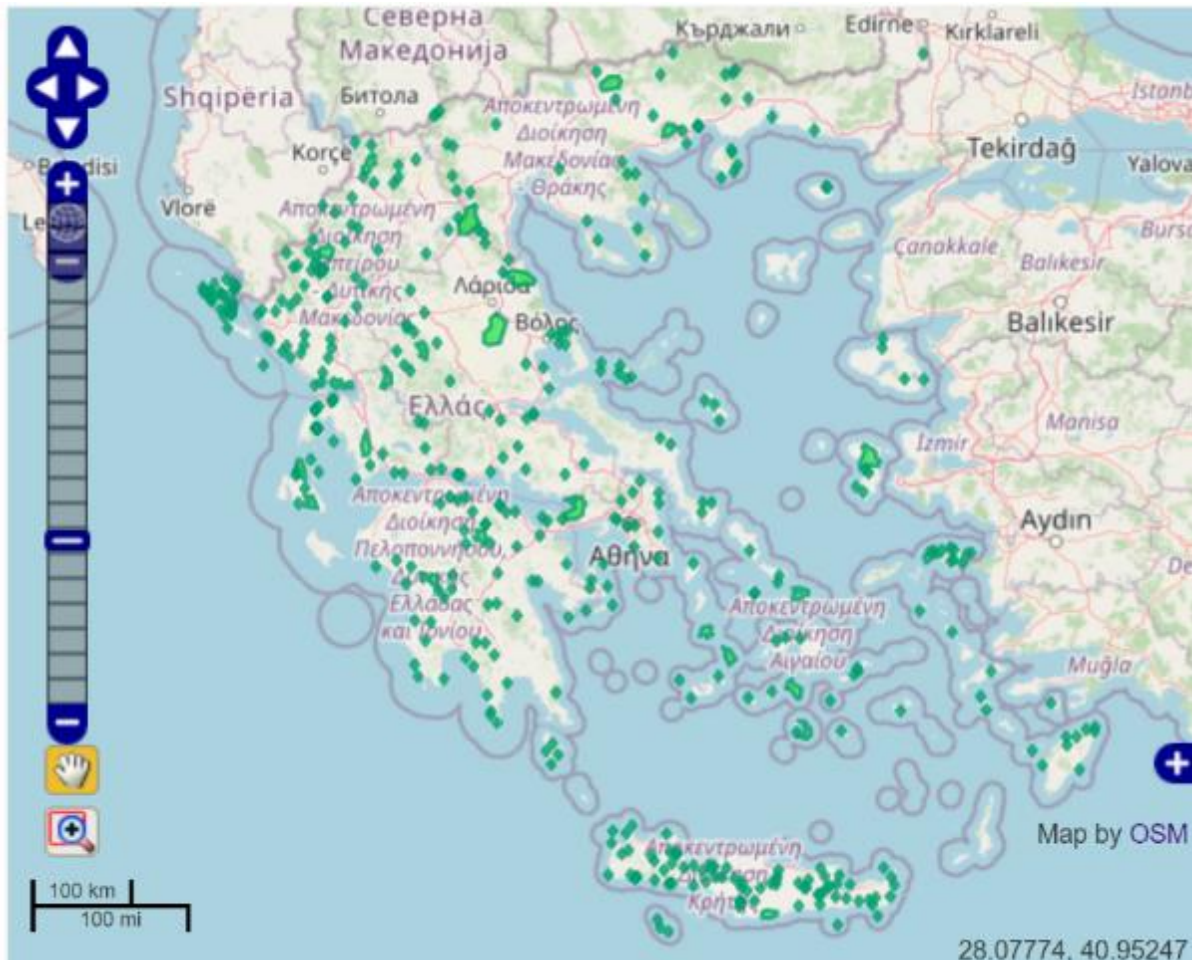 Северна
Македонија
Кърджали
Edirne
Kırklareli
Shqipëria
Битола
Αποκεντρωμένη
Διοίκηση
Μακεδονίας
- Θράκης
Tekirdağ
Korçë
Yalova
Vlorë
Αποκεντρωμένη
Διοίκηση
Ηπείρου
- Δυτικής
Μακεδονίας
Çanakkale
Balıkesir
Λάρισα
Βόλος
Balıkesir
Ελλάς
Manisa
İzmir
Αποκεντρωμένη
Διοίκηση
Πελοποννήσου,
Δυτικής
Ελλάδας
και Ιονίου
Aydın
Αθήνα
Αποκεντρωμένη
Διοίκηση
Αιγαίου
Muğla
Map by OSM
Αποκεντρωμένη
Διοίκηση
Κρήτης
100 km
100 mi
28.07774, 40.95247